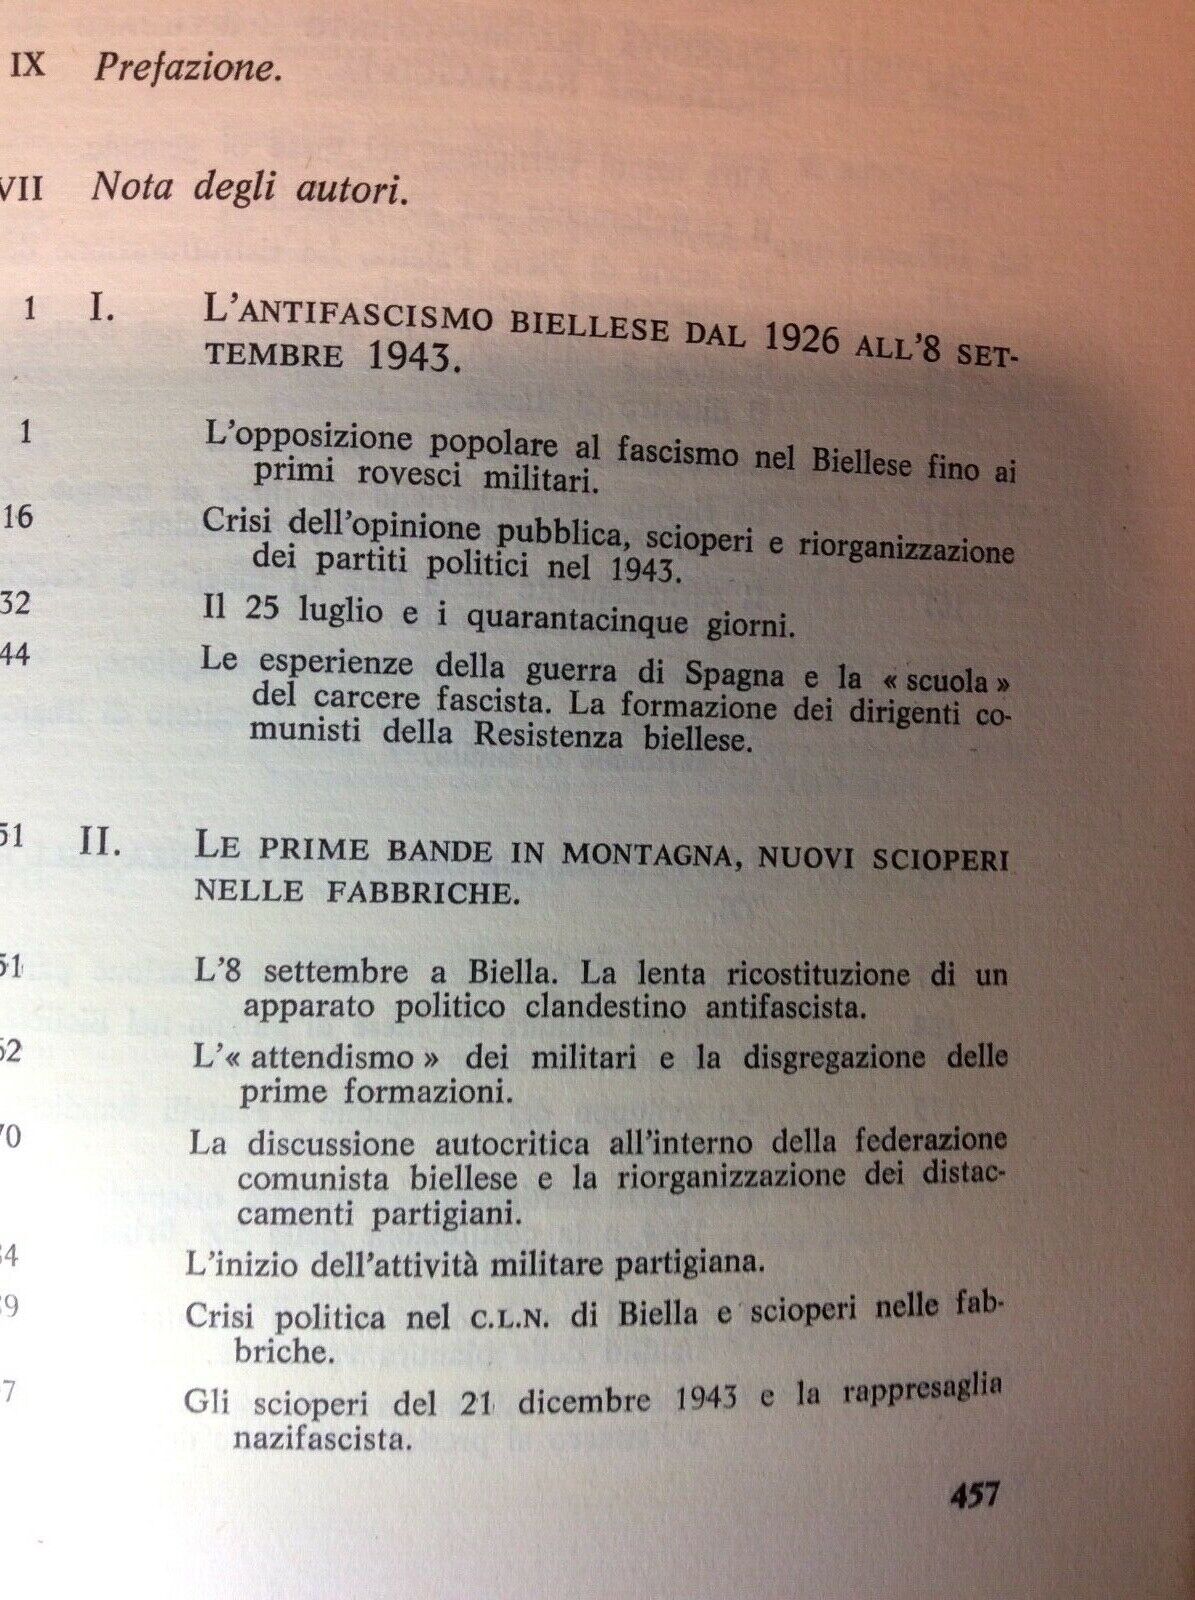 IX Prefazione.
VII Nota degli autori.
1 I. L'ANTIFASCISMO BIELLESE DAL 1926 ALL'8 SET-
TEMBRE 1943.
1 L'opposizione popolare al fascismo nel Biellese fino ai
primi rovesci militari.
16 Crisi dell'opinione pubblica, scioperi e riorganizzazione
dei partiti politici nel 1943.
32 Il 25 luglio e i quarantacinque giorni.
44 Le esperienze della guerra di Spagna e la « scuola »
del carcere fascista. La formazione dei dirigenti co-
munisti della Resistenza biellese.
51 II. LE PRIME BANDE IN MONTAGNA, NUOVI SCIOPERI
NELLE FABBRICHE.
51 L'8 settembre a Biella. La lenta ricostituzione di un
apparato politico clandestino antifascista.
62 L'« attendismo » dei militari e la disgregazione delle
prime formazioni.
70 La discussione autocritica all'interno della federazione
comunista biellese e la riorganizzazione dei distac-
camenti partigiani.
84 L'inizio dell'attività militare partigiana.
89 Crisi politica nel C.L.N. di Biella e scioperi nelle fab-
briche.
7 Gli scioperi del 21 dicembre 1943 e la rappresaglia
nazifascista.
457